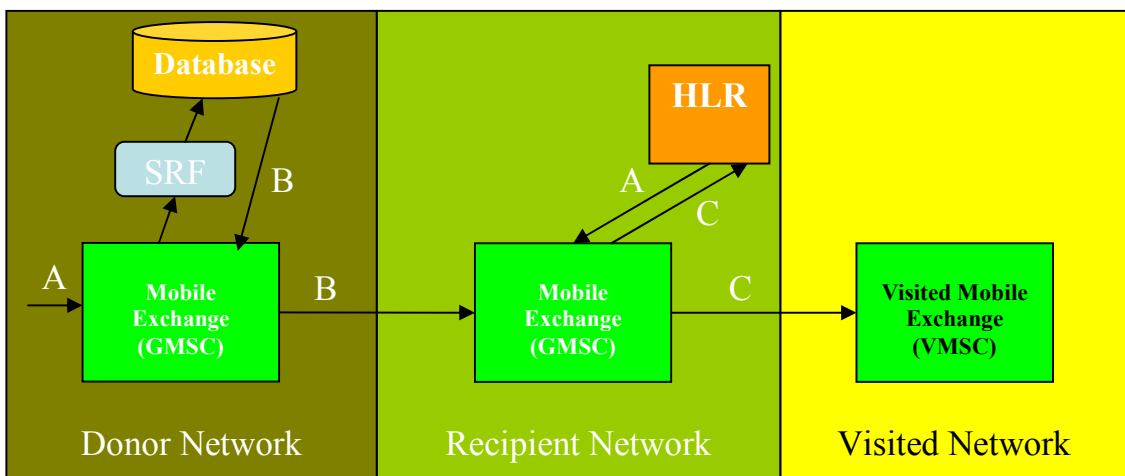 Database
HLR
SRF
B
A
C
A
B
C
Mobile
Exchange
(GMSC)
Mobile
Exchange
(GMSC)
Visited Mobile
Exchange
(VMSC)
Donor Network
Recipient Network
Visited Network